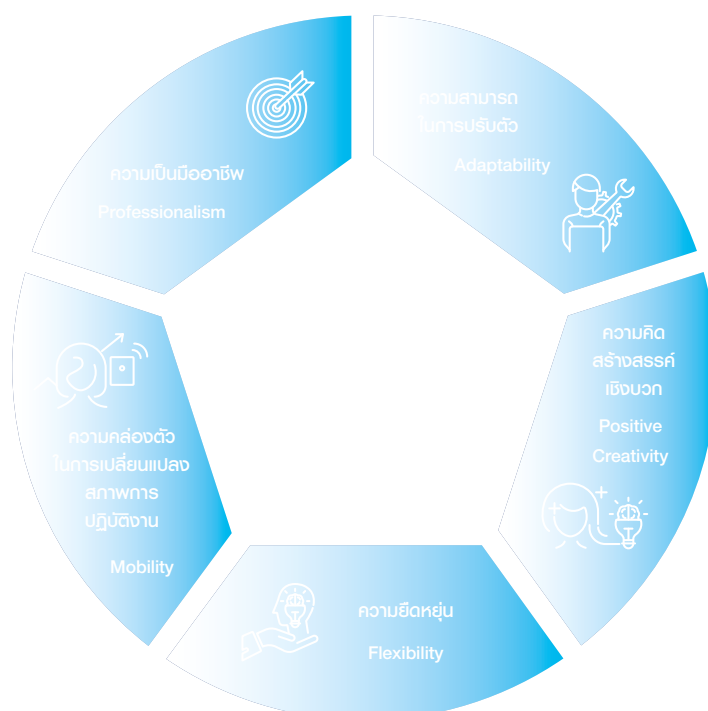 ความเป็นมืออาชีพ
Professionalism
ความสามารถ
ในการปรับตัว
Adaptability
ความคิด
สร้างสรรค์
เชิงบวก
Positive
Creativity
ความยืดหยุ่น
Flexibility
ความคล่องตัว
ในการเปลี่ยนแปลง
สภาพการ
ปฏิบัติงาน
Mobility